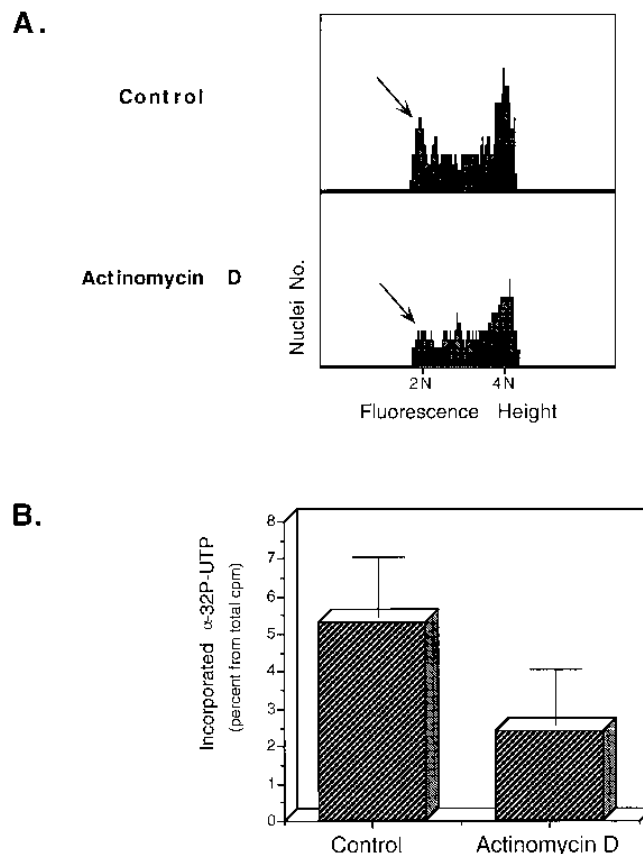 A.
Control
Actinomycin D
Nuclei No.
2N 4N
Fluorescence Height
B.
Incorporated α-32P-UTP
(percent from total cpm)
8
7
6
5
4
3
2
1
0
Control Actinomycin D